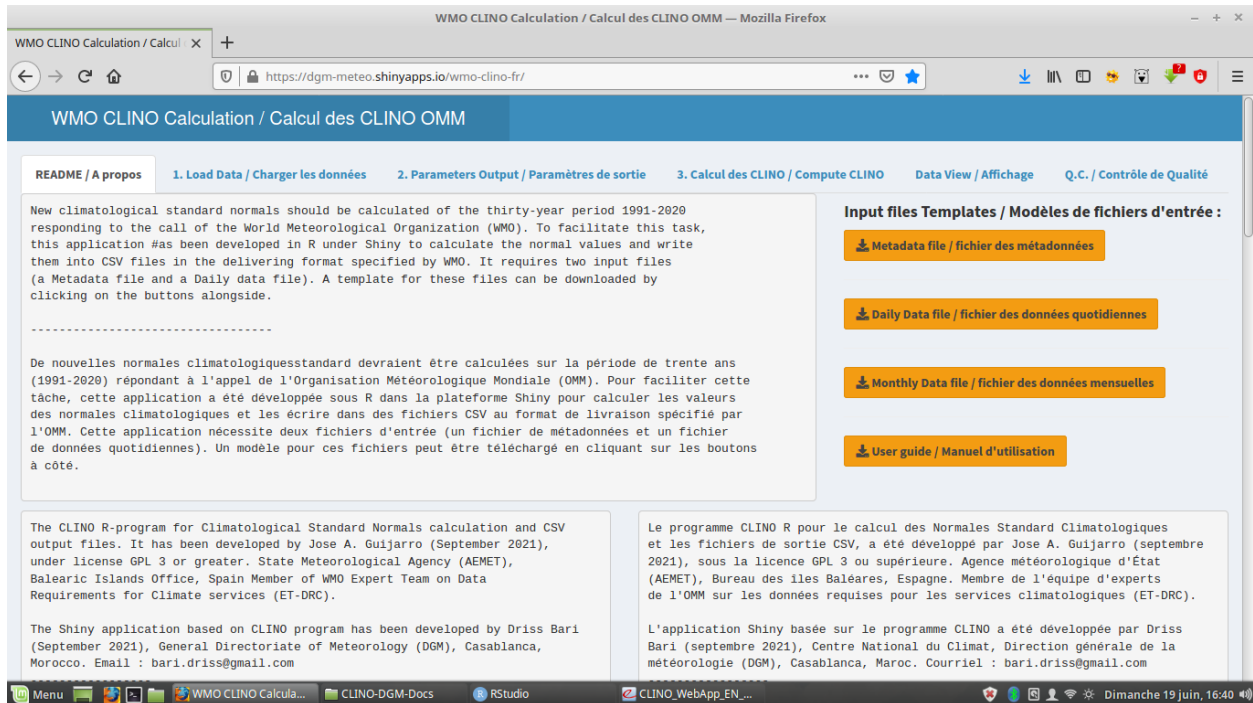 WMO CLINO Calculation / Calcul des CLINO OMM — Mozilla Firefox
WMO CLINO Calculation / Calcul
https://dgm-meteo.shinyapps.io/wmo-clino-fr/
WMO CLINO Calculation / Calcul des CLINO OMM
README / A propos
1. Load Data / Charger les données
2. Parameters Output / Paramètres de sortie
3. Calcul des CLINO / Compute CLINO
Data View / Affichage
Q.C. / Contrôle de Qualité
New climatological standard normals should be calculated of the thirty-year period 1991-2020
responding to the call of the World Meteorological Organization (WMO). To facilitate this task,
this application #as been developed in R under Shiny to calculate the normal values and write
them into CSV files in the delivering format specified by WMO. It requires two input files
(a Metadata file and a Daily data file). A template for these files can be downloaded by
clicking on the buttons alongside.
----------------------------------
De nouvelles normales climatologiquesstandard devraient être calculées sur la période de trente ans
(1991-2020) répondant à l'appel de l'Organisation Météorologique Mondiale (OMM). Pour faciliter cette
tâche, cette application a été développée sous R dans la plateforme Shiny pour calculer les valeurs
des normales climatologiques et les écrire dans des fichiers CSV au format de livraison spécifié par
l'OMM. Cette application nécessite deux fichiers d'entrée (un fichier de métadonnées et un fichier
de données quotidiennes). Un modèle pour ces fichiers peut être téléchargé en cliquant sur les boutons
à côté.
Input files Templates / Modèles de fichiers d'entrée :
Metadata file / fichier des métadonnées
Daily Data file / fichier des données quotidiennes
Monthly Data file / fichier des données mensuelles
User guide / Manuel d'utilisation
The CLINO R-program for Climatological Standard Normals calculation and CSV
output files. It has been developed by Jose A. Guijarro (September 2021),
under license GPL 3 or greater. State Meteorological Agency (AEMET),
Balearic Islands Office, Spain Member of WMO Expert Team on Data
Requirements for Climate services (ET-DRC).
The Shiny application based on CLINO program has been developed by Driss Bari
(September 2021), General Directorate of Meteorology (DGM), Casablanca,
Morocco. Email : bari.driss@gmail.com
Le programme CLINO R pour le calcul des Normales Standard Climatologiques
et les fichiers de sortie CSV, a été développé par Jose A. Guijarro (septembre
2021), sous la licence GPL 3 ou supérieure. Agence météorologique d'État
(AEMET), Bureau des îles Baléares, Espagne. Membre de l'équipe d'experts
de l'OMM sur les données requises pour les services climatologiques (ET-DRC).
L'application Shiny basée sur le programme CLINO a été développée par Driss
Bari (septembre 2021), Centre National du Climat, Direction générale de la
météorologie (DGM), Casablanca, Maroc. Courriel : bari.driss@gmail.com
Menu
WMO CLINO Calcula...
CLINO-DGM-Docs
RStudio
CLINO_WebApp_EN_...
Dimanche 19 juin, 16:40